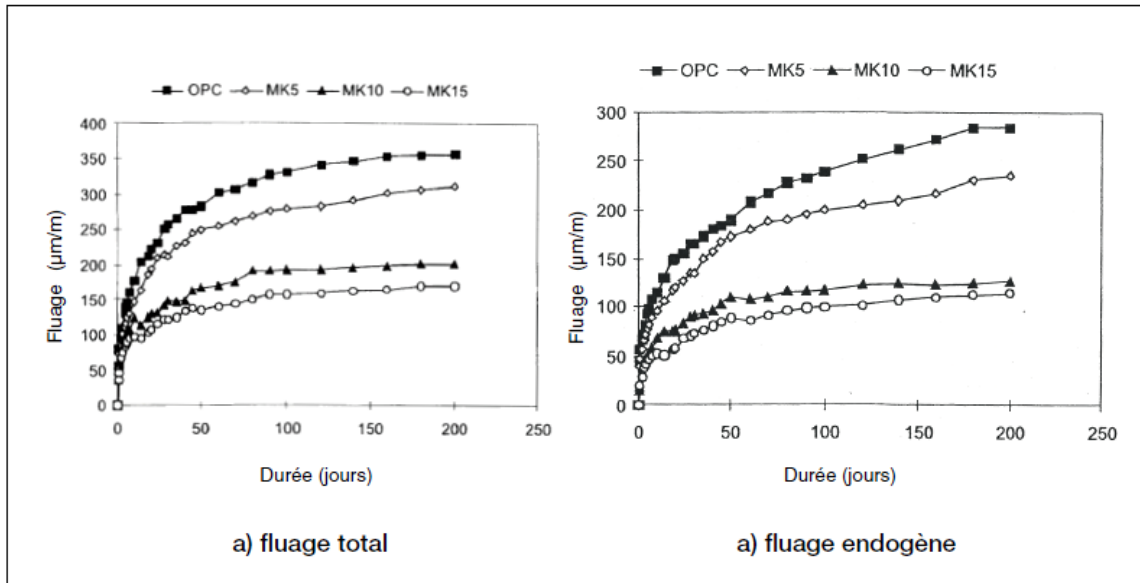 OPC MK5 MK10 MK15
400
350
300
250
200
150
100
50
0
Fluage (µm/m)
0 50 100 150 200 250
Durée (jours)
a) fluage total
OPC MK5 MK10 MK15
300
250
200
150
100
50
0
Fluage (µm/m)
0 50 100 150 200 250
Durée (jours)
a) fluage endogène